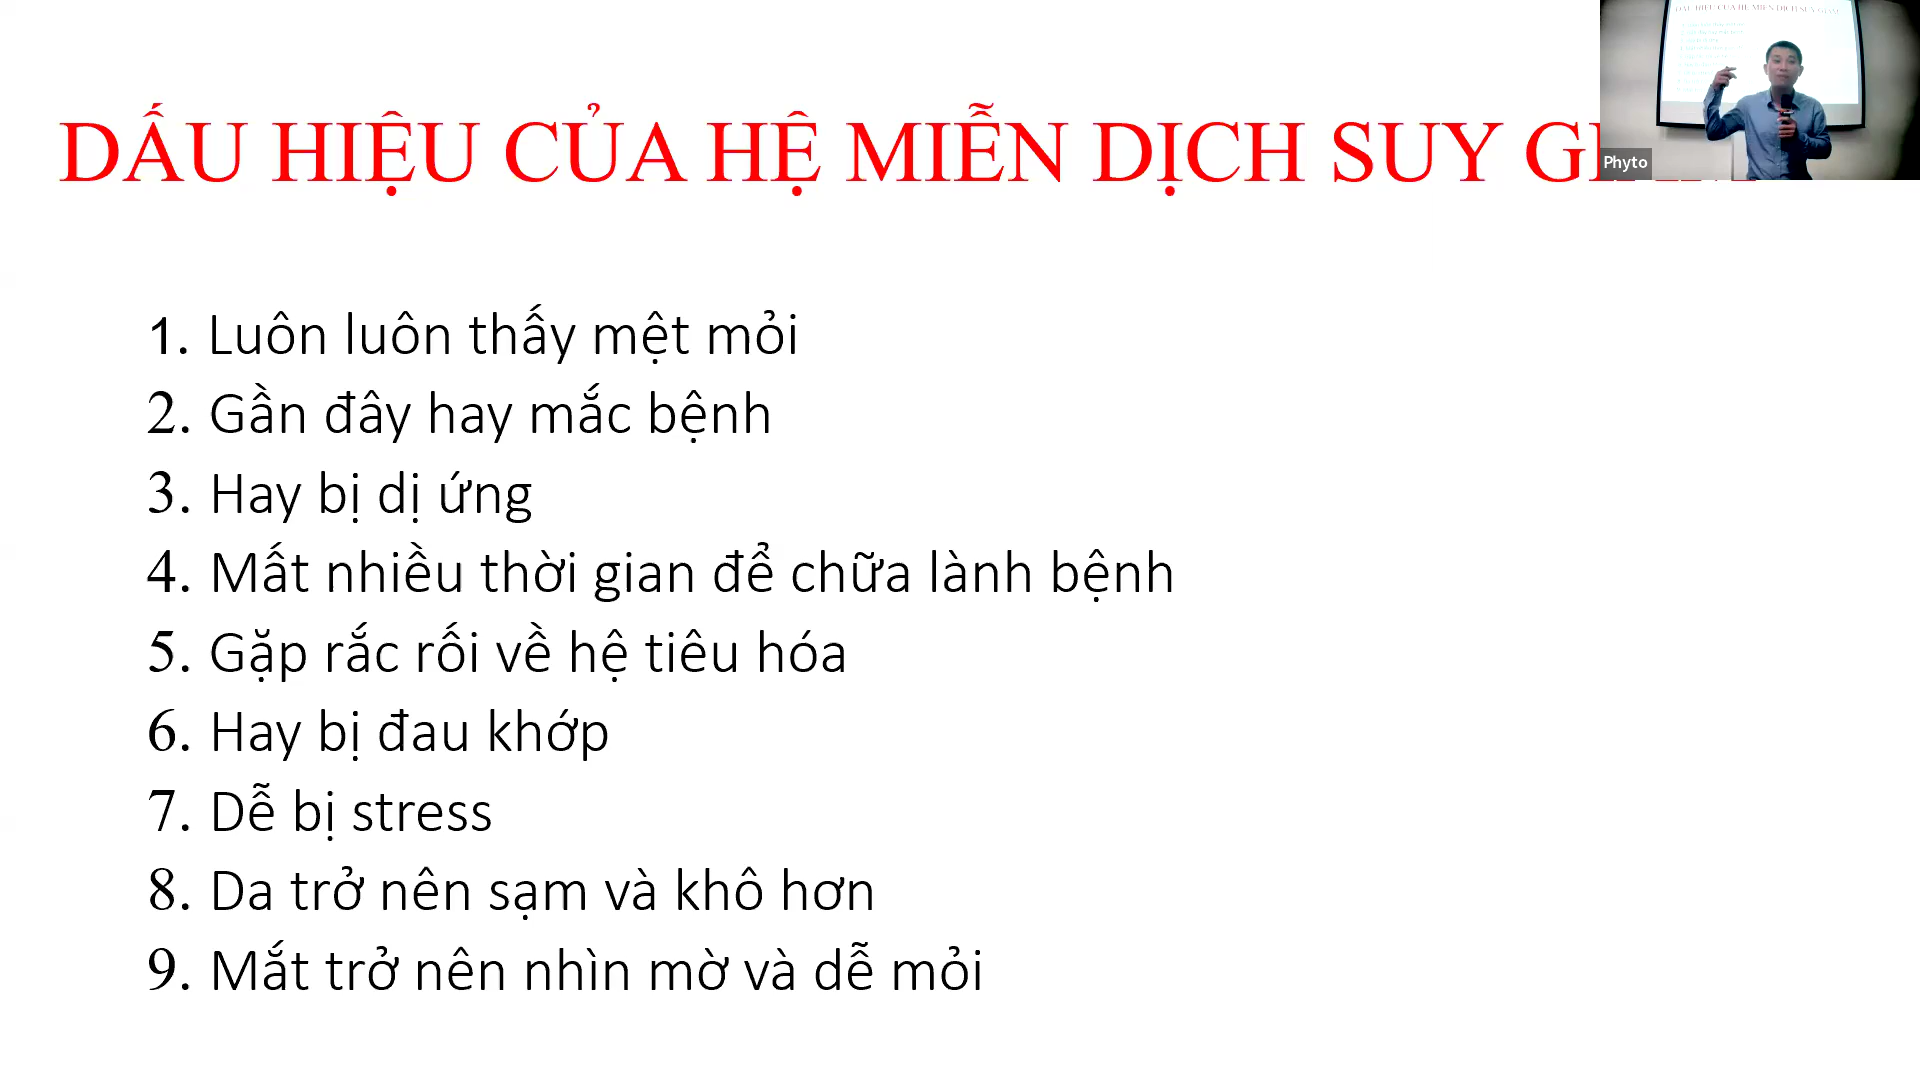 DẤU HIỆU CỦA HỆ MIỄN DỊCH SUY
Phyto
1. Luôn luôn thấy mệt mỏi
2. Gần đây hay mắc bệnh
3. Hay bị dị ứng
4. Mất nhiều thời gian để chữa lành bệnh
5. Gặp rắc rối về hệ tiêu hóa
6. Hay bị đau khớp
7. Dễ bị stress
8. Da trở nên sạm và khô hơn
9. Mắt trở nên nhìn mờ và dễ mỏi